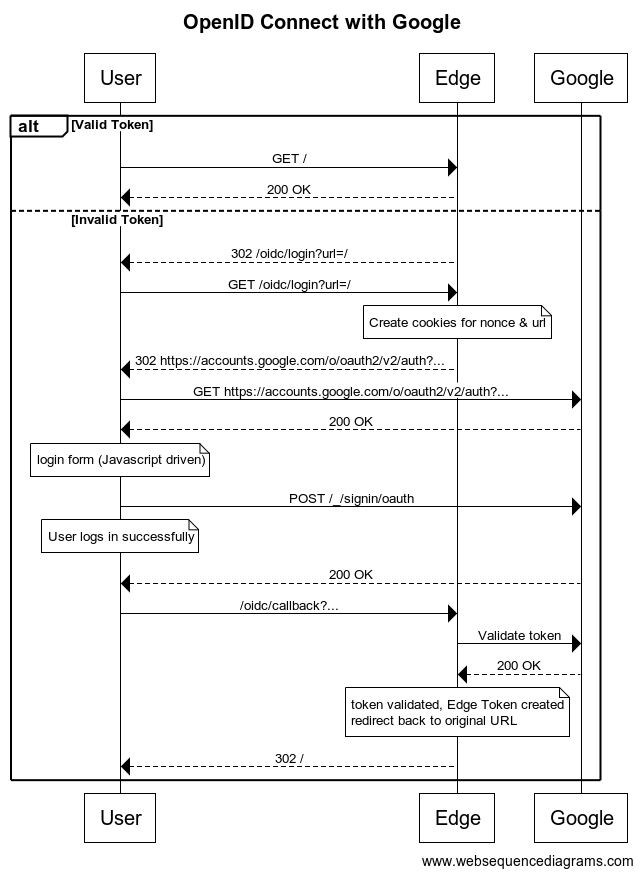 OpenID Connect with Google
User
Edge
Google
alt
[Valid Token]
GET /
200 OK
[Invalid Token]
302 /oidc/login?url=/
GET /oidc/login?url=/
Create cookies for nonce & url
302 https://accounts.google.com/o/oauth2/v2/auth?...
GET https://accounts.google.com/o/oauth2/v2/auth?...
200 OK
login form (Javascript driven)
POST /_/signin/oauth
User logs in successfully
200 OK
/oidc/callback?...
Validate token
200 OK
token validated, Edge Token created
redirect back to original URL
302 /
User
Edge
Google
www.websequencediagrams.com